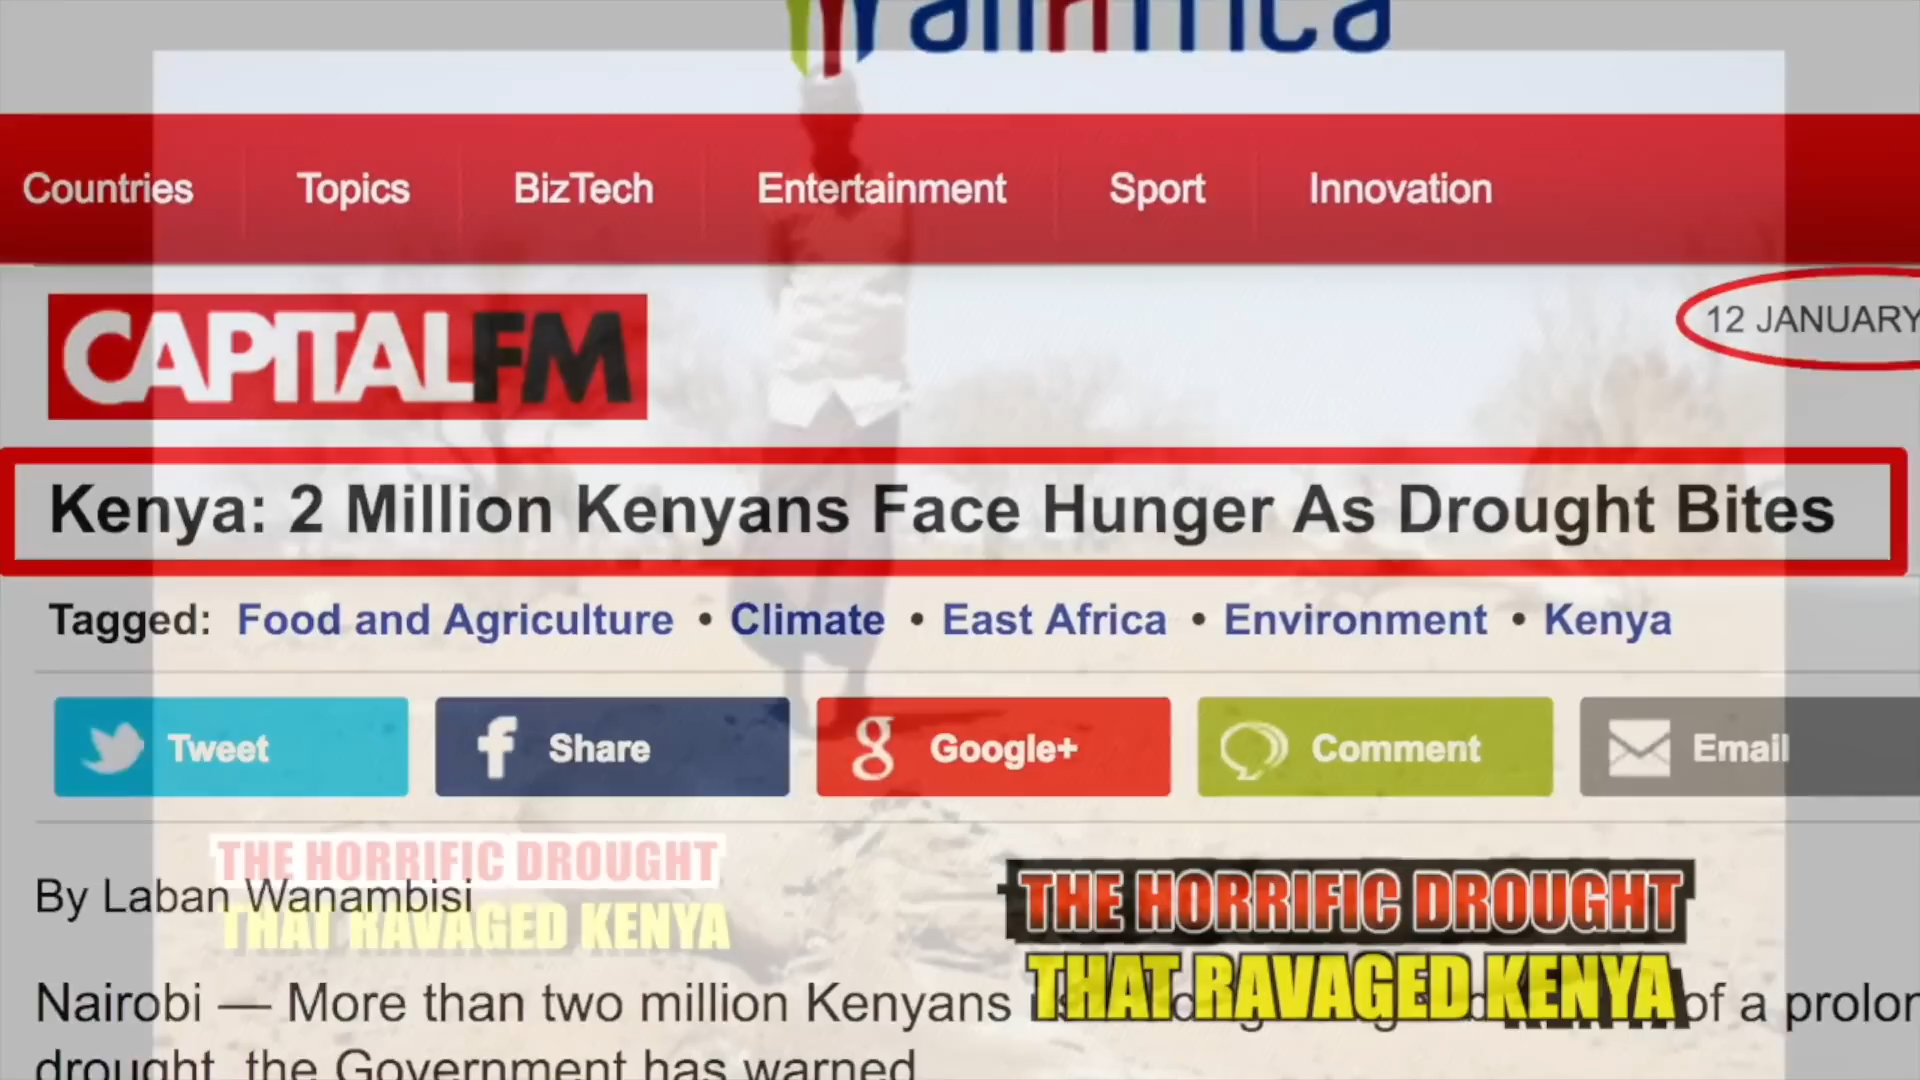 allAfrica
Countries Topics BizTech Entertainment Sport Innovation
CAPITAL FM
12 JANUARY
Kenya: 2 Million Kenyans Face Hunger As Drought Bites
Tagged: Food and Agriculture • Climate • East Africa • Environment • Kenya
Tweet Share Google+ Comment Email
THE HORRIFIC DROUGHT
THAT RAVAGED KENYA
By Laban Wanambisi
THE HORRIFIC DROUGHT
THAT RAVAGED KENYA
Nairobi — More than two million Kenyans of a prolon
drought, the Government has warned